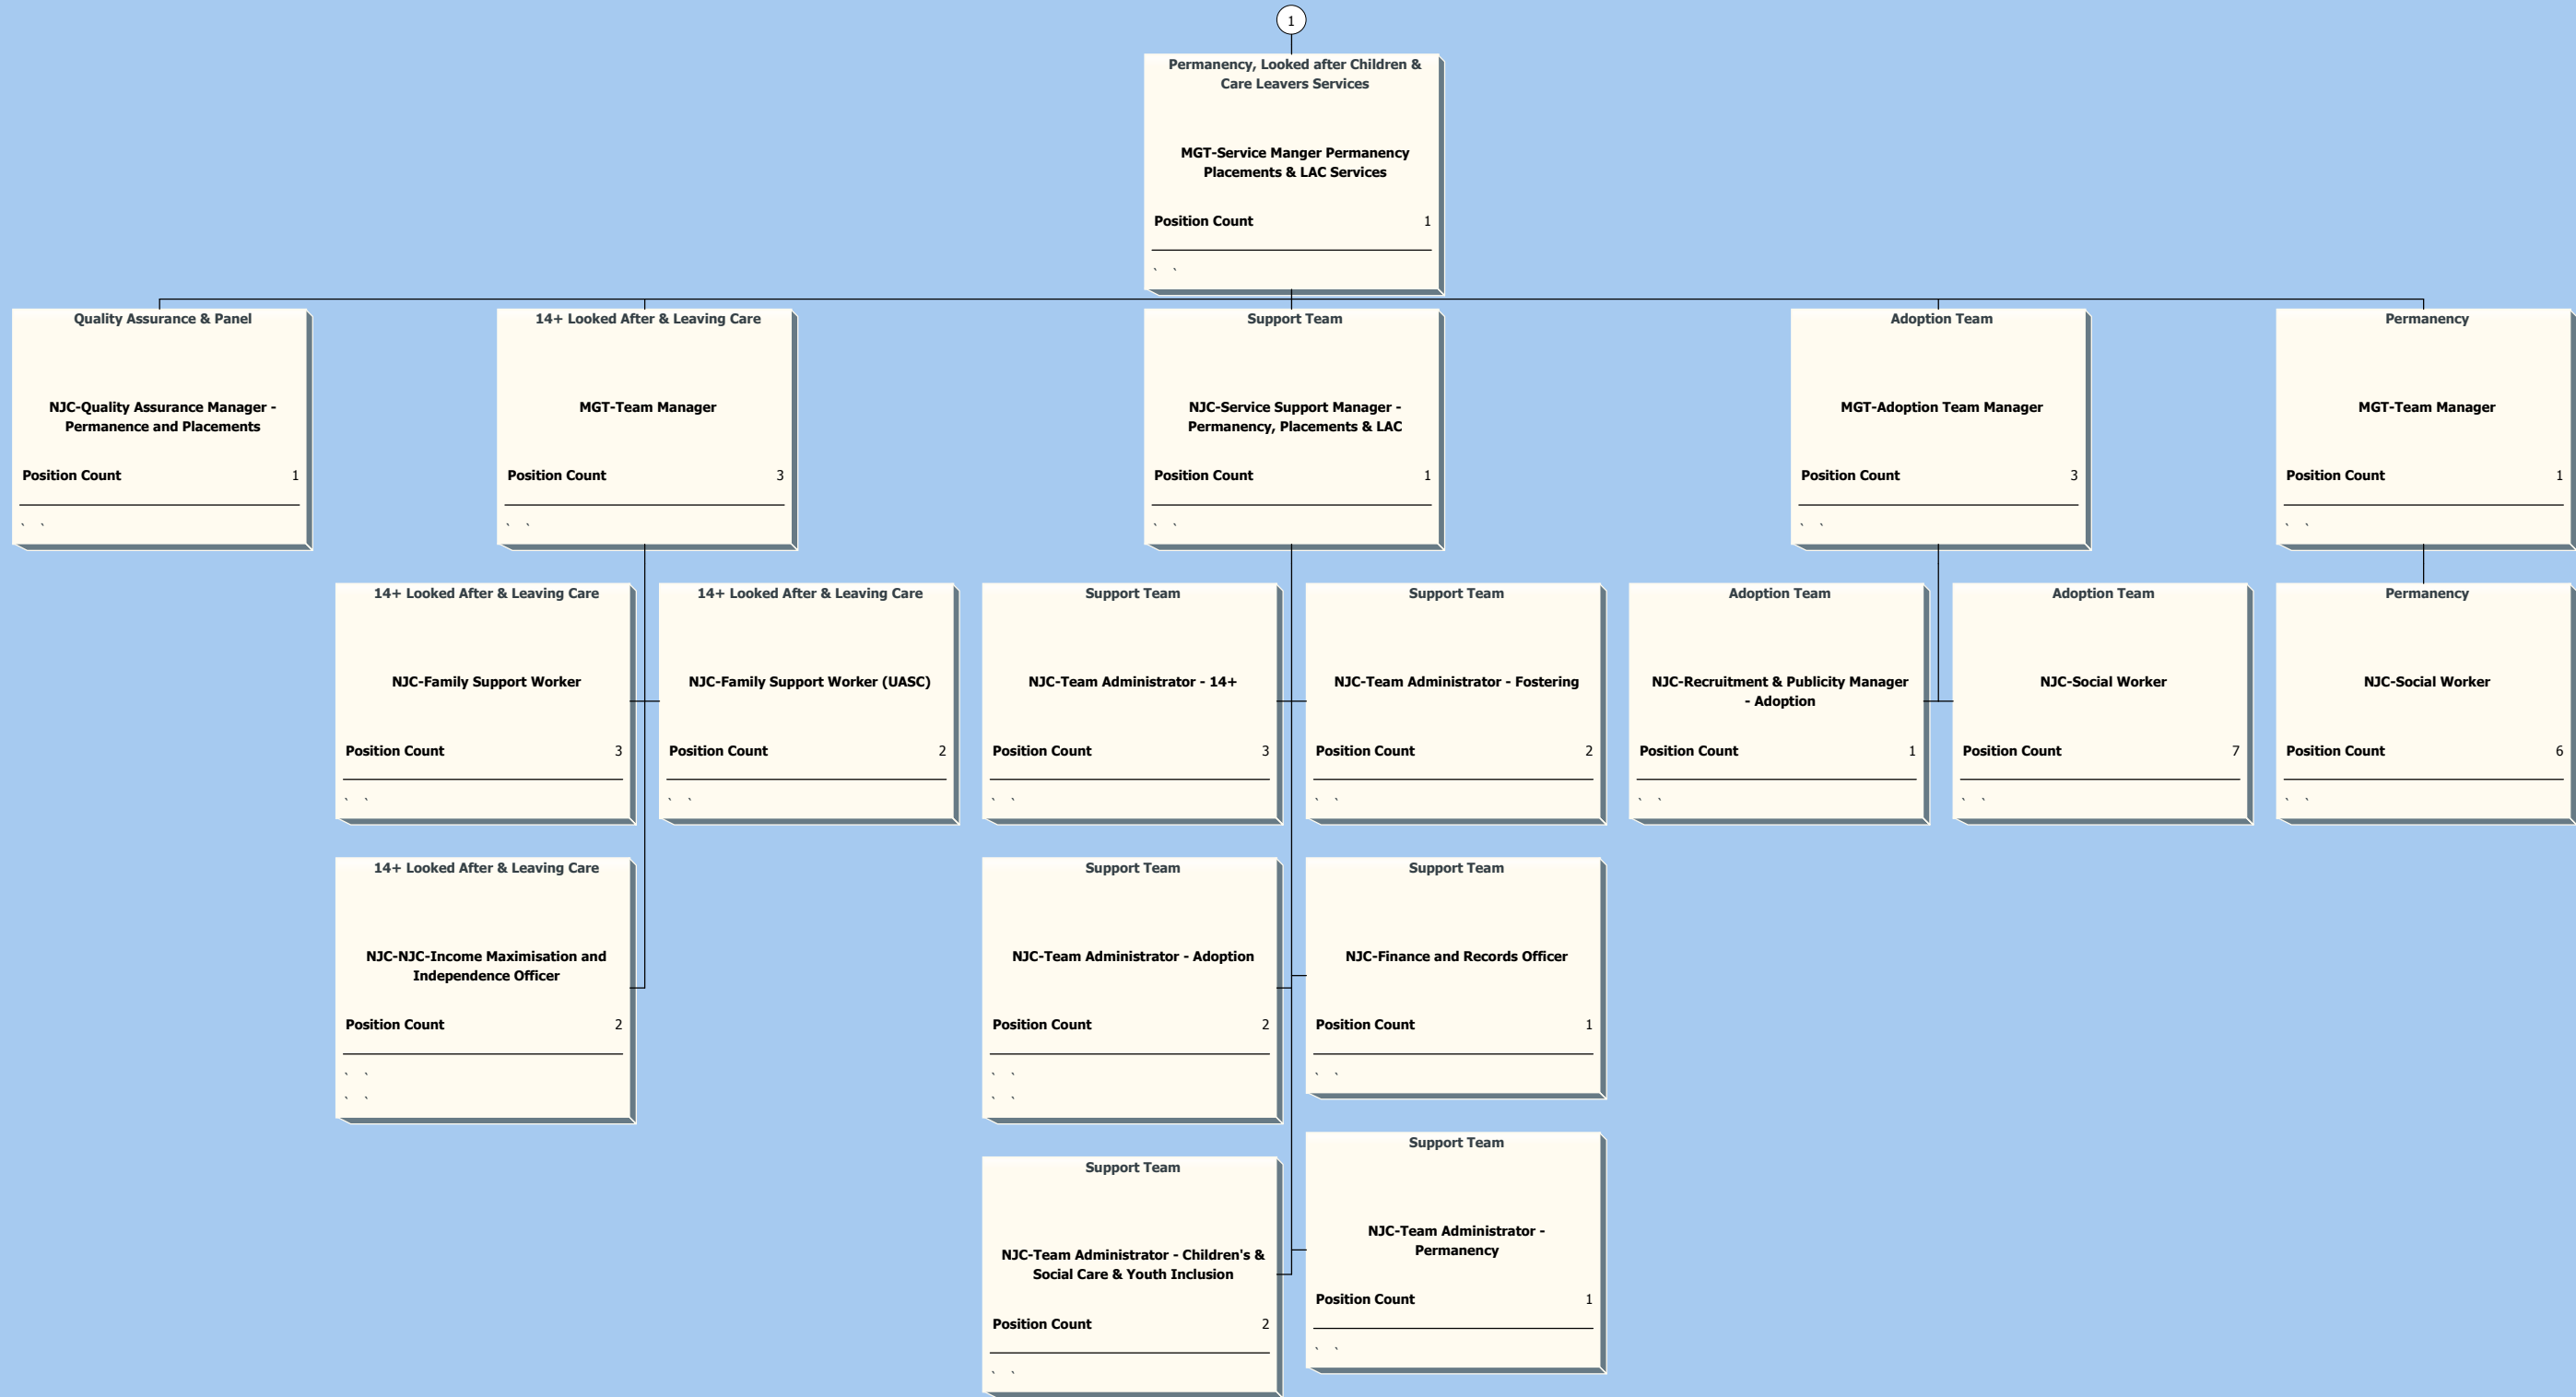 1
Permanency, Looked after Children &
Care Leavers Services
MGT-Service Manger Permanency
Placements & LAC Services
Position Count 1
` `
Quality Assurance & Panel
NJC-Quality Assurance Manager -
Permanence and Placements
Position Count 1
` `
14+ Looked After & Leaving Care
MGT-Team Manager
Position Count 3
` `
Support Team
NJC-Service Support Manager -
Permanency, Placements & LAC
Position Count 1
` `
Adoption Team
MGT-Adoption Team Manager
Position Count 3
` `
Permanency
MGT-Team Manager
Position Count 1
` `
14+ Looked After & Leaving Care
NJC-Family Support Worker
Position Count 3
` `
14+ Looked After & Leaving Care
NJC-Family Support Worker (UASC)
Position Count 2
` `
Support Team
NJC-Team Administrator - 14+
Position Count 3
` `
Support Team
NJC-Team Administrator - Fostering
Position Count 2
` `
Adoption Team
NJC-Recruitment & Publicity Manager
- Adoption
Position Count 1
` `
Adoption Team
NJC-Social Worker
Position Count 7
` `
Permanency
NJC-Social Worker
Position Count 6
` `
14+ Looked After & Leaving Care
NJC-NJC-Income Maximisation and
Independence Officer
Position Count 2
` `
` `
Support Team
NJC-Team Administrator - Adoption
Position Count 2
` `
` `
Support Team
NJC-Finance and Records Officer
Position Count 1
` `
Support Team
NJC-Team Administrator - Children's &
Social Care & Youth Inclusion
Position Count 2
` `
Support Team
NJC-Team Administrator -
Permanency
Position Count 1
` `